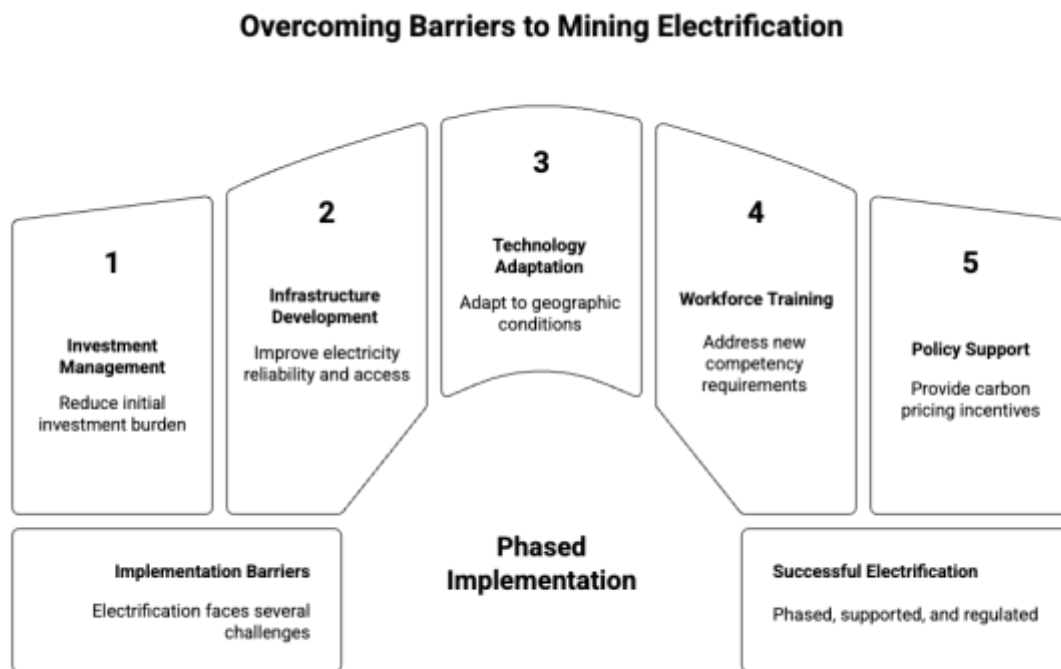 Overcoming Barriers to Mining Electrification
1
Investment
Management
Reduce initial
investment burden
2
Infrastructure
Development
Improve electricity
reliability and access
3
Technology
Adaptation
Adapt to geographic
conditions
4
Workforce Training
Address new
competency
requirements
5
Policy Support
Provide carbon
pricing incentives
Implementation Barriers
Electrification faces several
challenges
Phased
Implementation
Successful Electrification
Phased, supported, and regulated